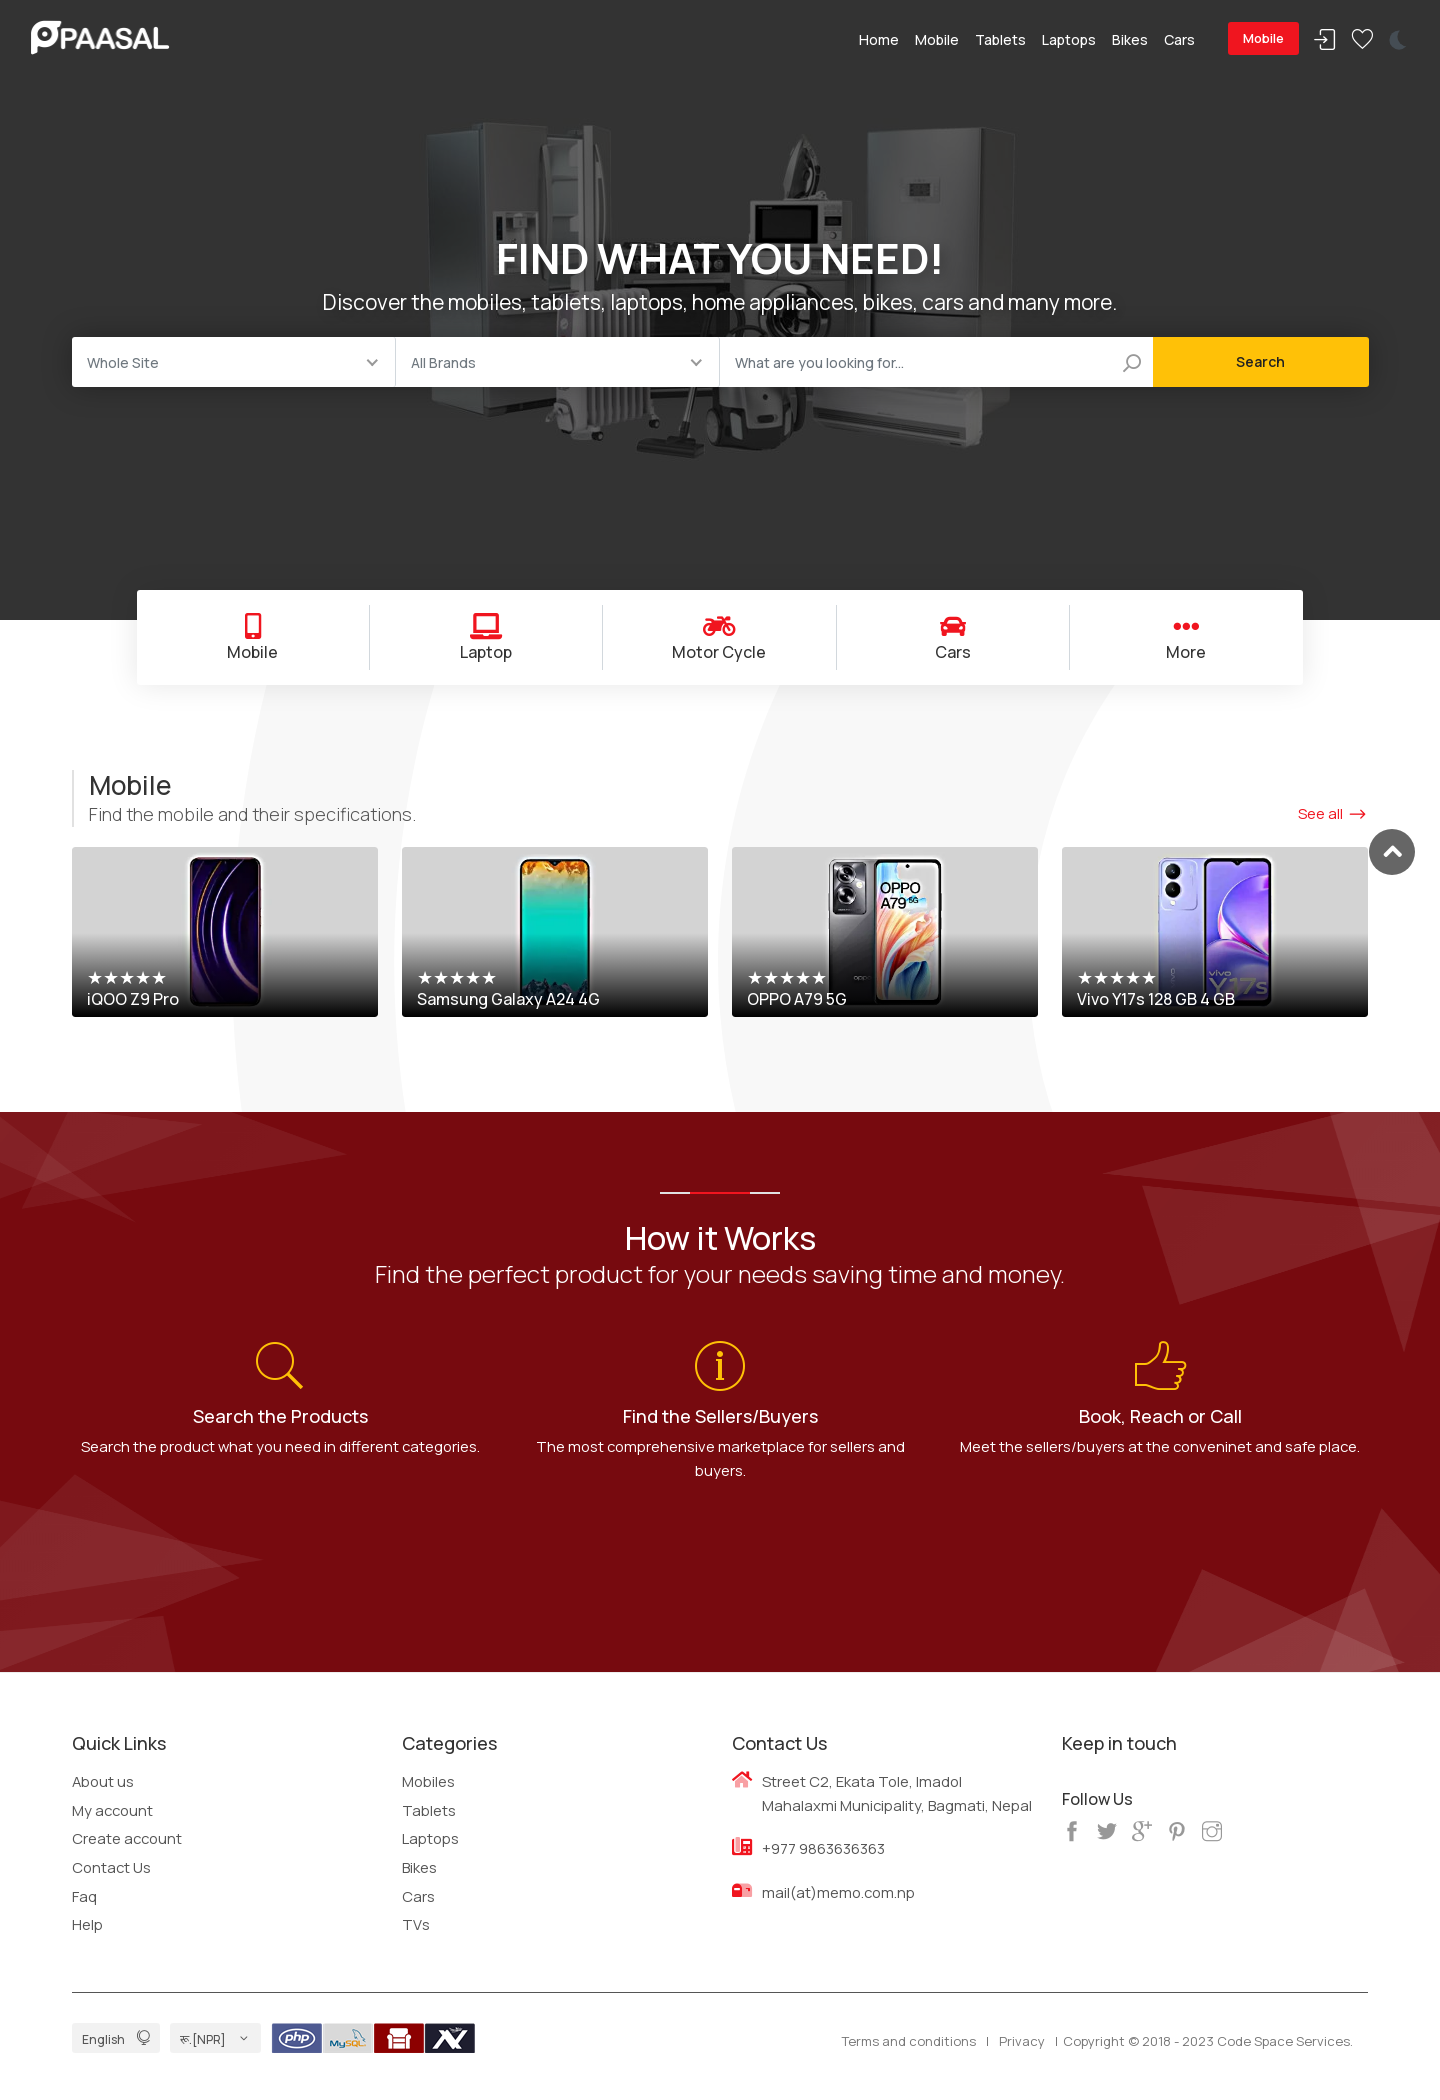 PAASAL
Home Mobile Tablets Laptops Bikes Cars Mobile
FIND WHAT YOU NEED!
Discover the mobiles, tablets, laptops, home appliances, bikes, cars and many more.
Whole Site All Brands What are you looking for... Search
Mobile Laptop Motor Cycle Cars More
Mobile
Find the mobile and their specifications.
See all
OPPO
A79 5G
★★★★★ ★★★★★ ★★★★★ ★★★★★
vivo
Y17s
iQOO Z9 Pro Samsung Galaxy A24 4G OPPO A79 5G Vivo Y17s 128 GB 4 GB
How it Works
Find the perfect product for your needs saving time and money.
Search the Products
Search the product what you need in different categories.
Find the Sellers/Buyers
The most comprehensive marketplace for sellers and
buyers.
Book, Reach or Call
Meet the sellers/buyers at the conveninet and safe place.
Quick Links
About us
My account
Create account
Contact Us
Faq
Help
Categories
Mobiles
Tablets
Laptops
Bikes
Cars
TVs
Contact Us
Street C2, Ekata Tole, Imadol
Mahalaxmi Municipality, Bagmati, Nepal
+977 9863636363
mail(at)memo.com.np
Keep in touch
Follow Us
English रू.[NPR] php MySQL
Terms and conditions | Privacy | Copyright © 2018 - 2023 Code Space Services.